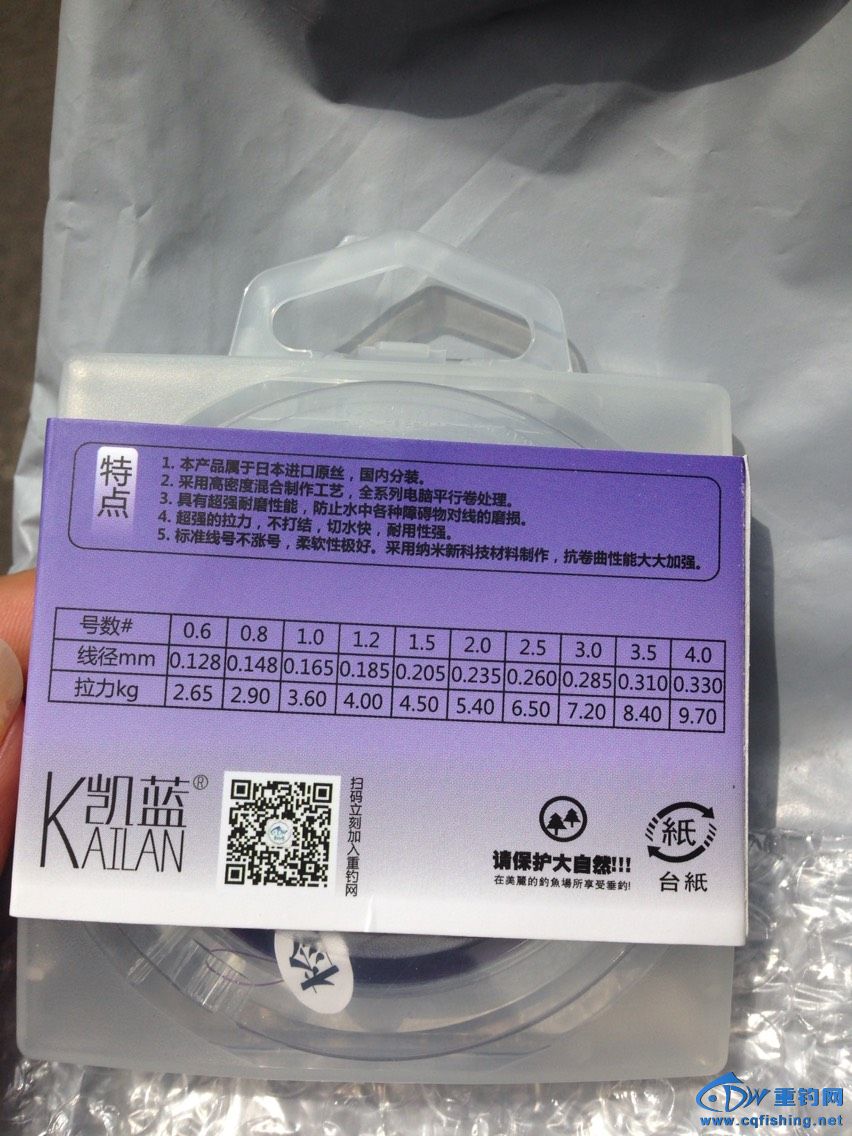 特点
1. 本产品属于日本进口原丝，国内分装。
2. 采用高密度混合制作工艺，全系列电脑平行卷处理。
3. 具有超强耐磨性能，防止水中各种障碍物对线的磨损。
4. 超强的拉力，不打结，切水快，耐用性强。
5. 标准线号不涨号，柔软性极好。采用纳米新科技材料制作，抗卷曲性能大大加强。
号数# 0.6 0.8 1.0 1.2 1.5 2.0 2.5 3.0 3.5 4.0
线径mm 0.128 0.148 0.165 0.185 0.205 0.235 0.260 0.285 0.310 0.330
拉力kg 2.65 2.90 3.60 4.00 4.50 5.40 6.50 7.20 8.40 9.70
凯蓝®
KAILAN
扫码立刻加入重钓网
请保护大自然!!!
在美麗的釣魚場所享受垂釣!
紙
台紙
DW 重钓网
www.cqfishing.net